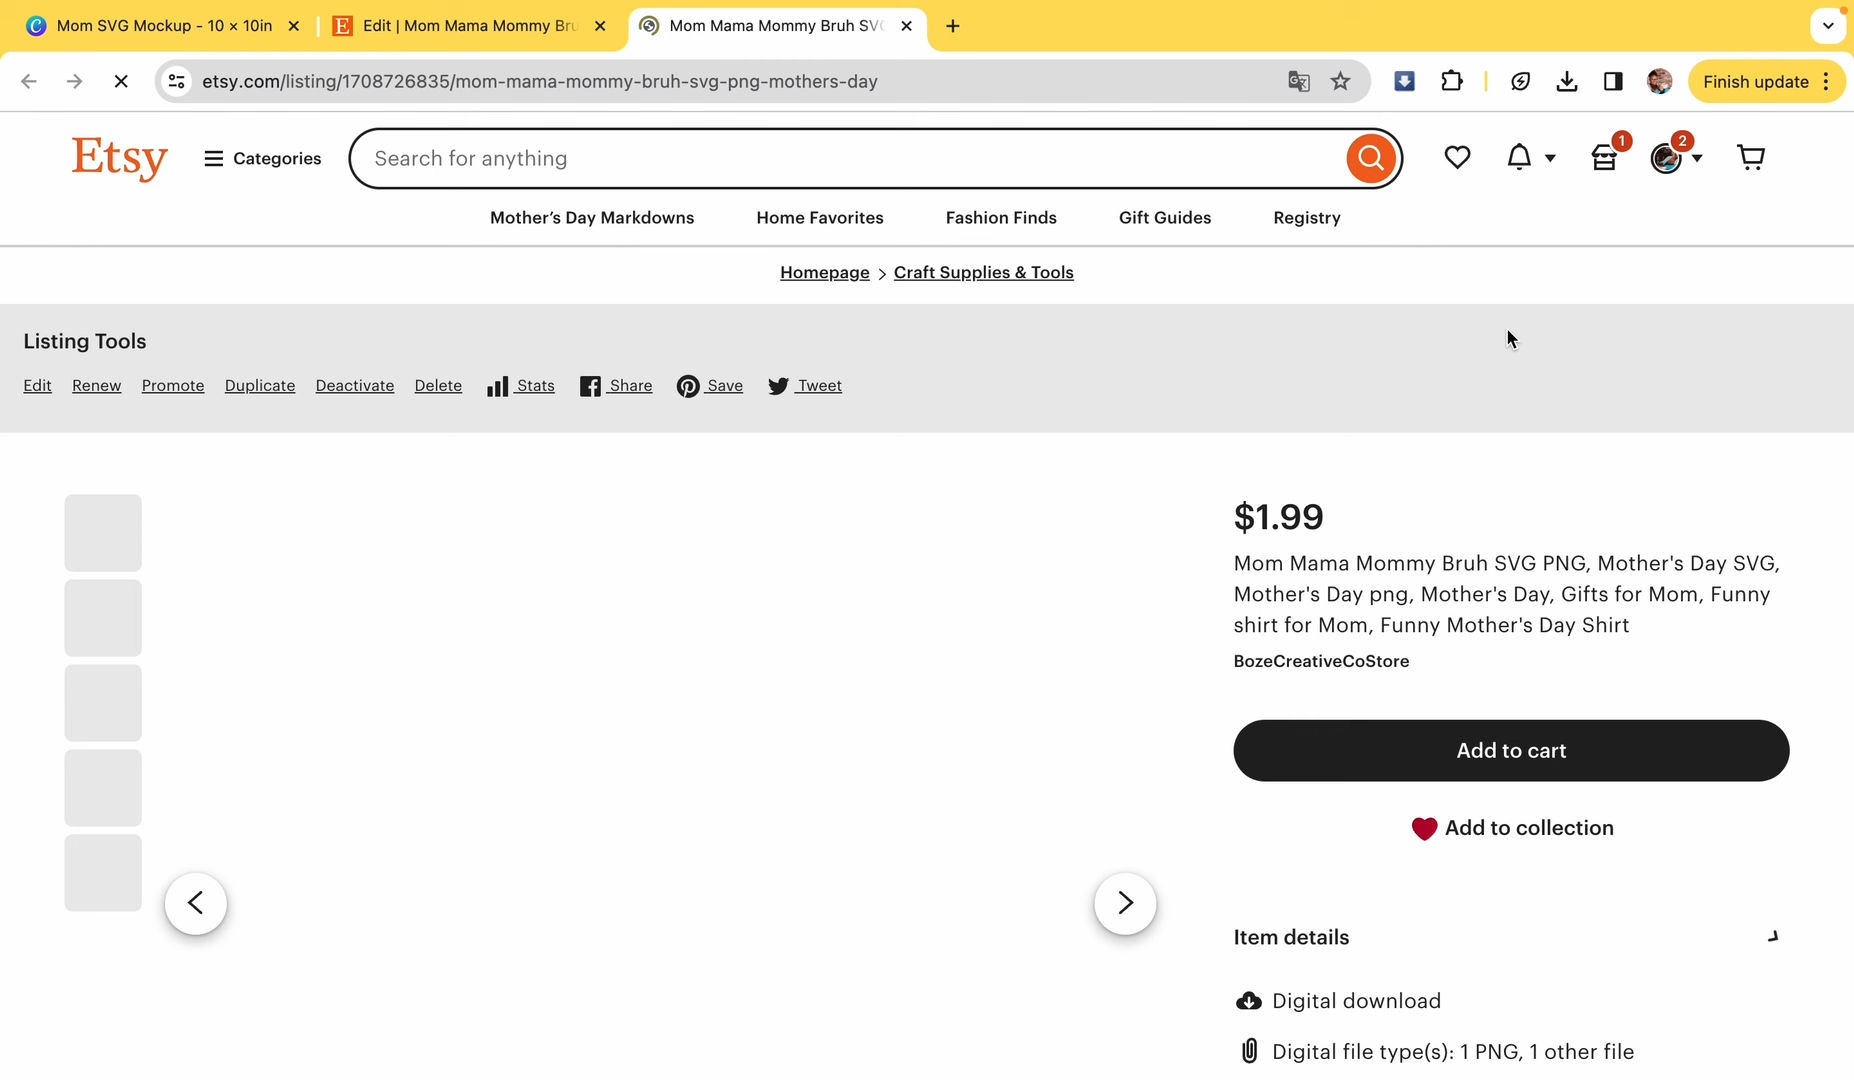 Mom SVG Mockup - 10 × 10in
Edit | Mom Mama Mommy Bru
Mom Mama Mommy Bruh SVG
etsy.com/listing/1708726835/mom-mama-mommy-bruh-svg-png-mothers-day
Finish update
Etsy
Categories
Search for anything
1
2
Mother's Day Markdowns
Home Favorites
Fashion Finds
Gift Guides
Registry
Homepage > Craft Supplies & Tools
Listing Tools
Edit Renew Promote Duplicate Deactivate Delete Stats Share Save Tweet
$1.99
Mom Mama Mommy Bruh SVG PNG, Mother's Day SVG,
Mother's Day png, Mother's Day, Gifts for Mom, Funny
shirt for Mom, Funny Mother's Day Shirt
BozeCreativeCoStore
Add to cart
Add to collection
Item details
Digital download
Digital file type(s): 1 PNG, 1 other file